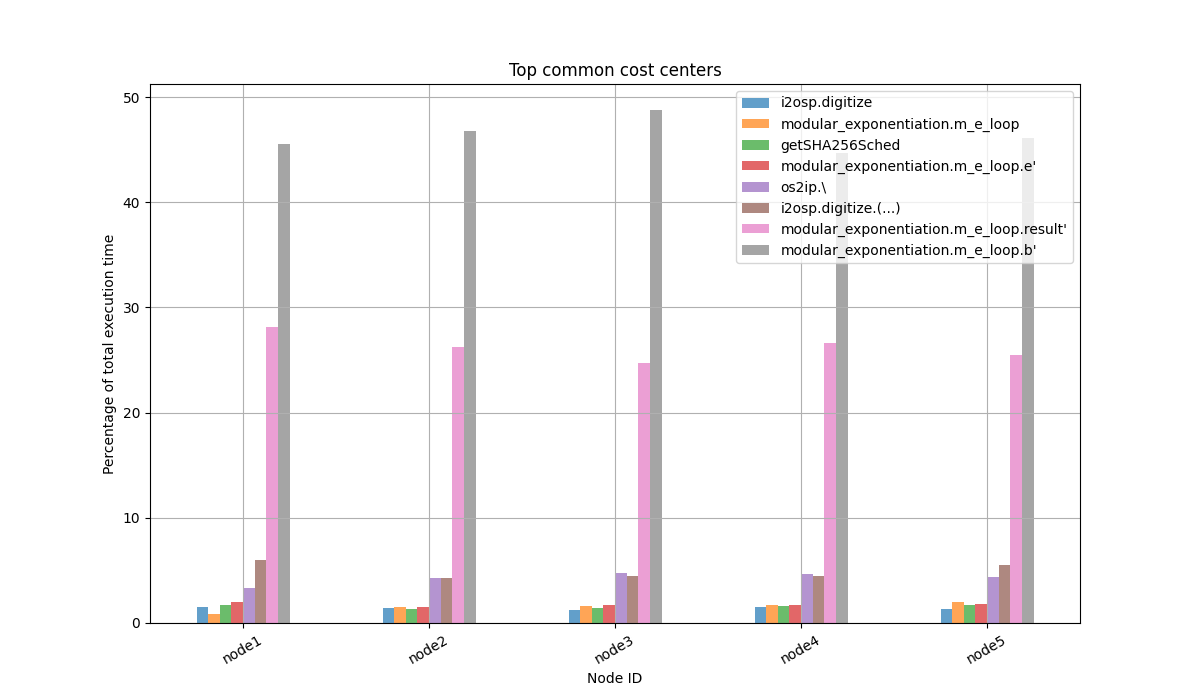 Top common cost centers
50
40
30
20
10
0
Percentage of total execution time
i2osp.digitize
modular_exponentiation.m_e_loop
getSHA256Sched
modular_exponentiation.m_e_loop.e'
os2ip.\
i2osp.digitize.(...)
modular_exponentiation.m_e_loop.result'
modular_exponentiation.m_e_loop.b'
node1
node2
node3
node4
node5
Node ID